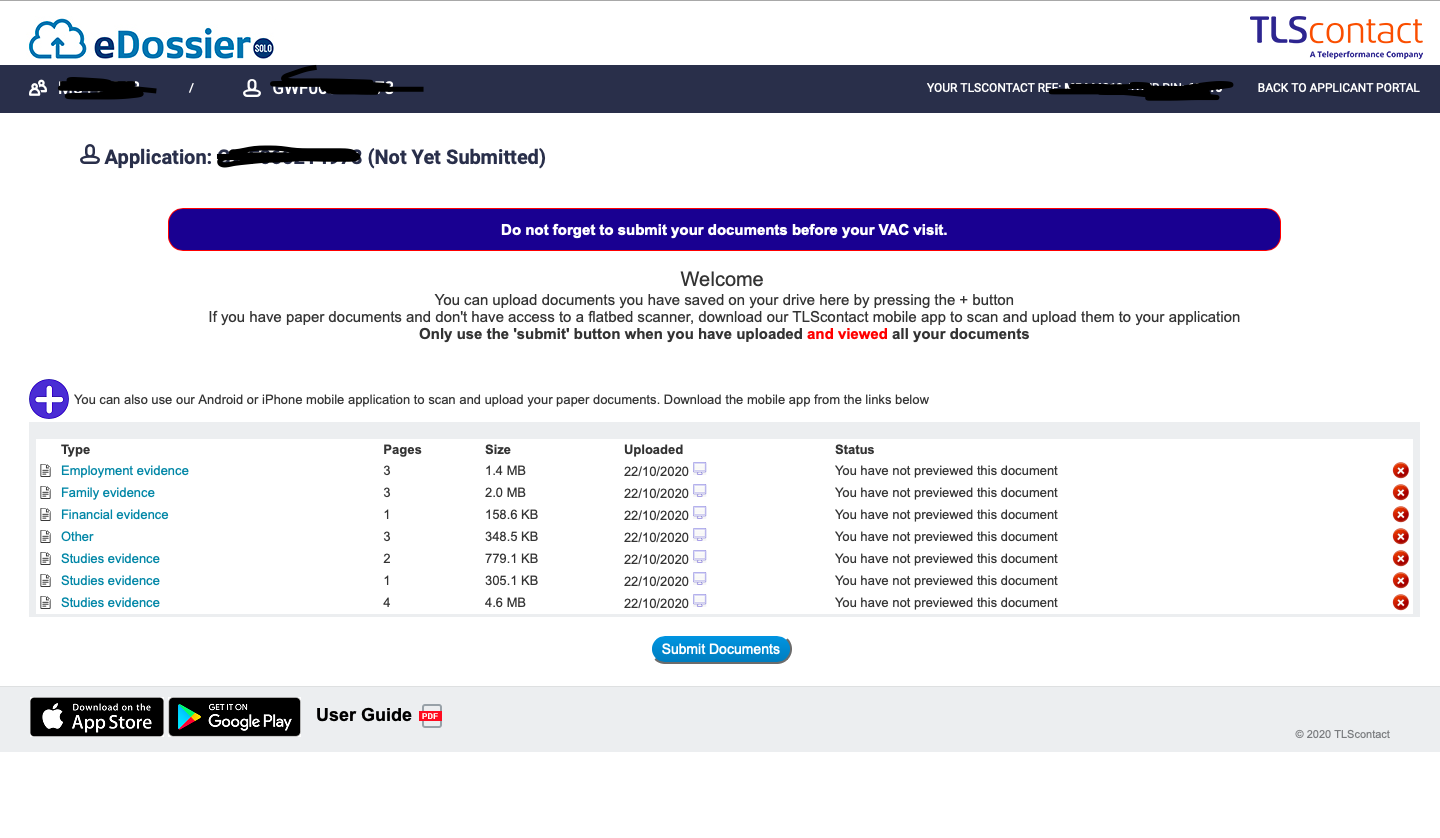 eDossier SOLO
TLScontact
A Teleperformance Company
/
YOUR TLSCONTACT REF:
BACK TO APPLICANT PORTAL
Application: (Not Yet Submitted)
Do not forget to submit your documents before your VAC visit.
Welcome
You can upload documents you have saved on your drive here by pressing the + button
If you have paper documents and don't have access to a flatbed scanner, download our TLScontact mobile app to scan and upload them to your application
Only use the 'submit' button when you have uploaded and viewed all your documents
You can also use our Android or iPhone mobile application to scan and upload your paper documents. Download the mobile app from the links below
Type Pages Size Uploaded Status
Employment evidence 3 1.4 MB 22/10/2020 You have not previewed this document
Family evidence 3 2.0 MB 22/10/2020 You have not previewed this document
Financial evidence 1 158.6 KB 22/10/2020 You have not previewed this document
Other 3 348.5 KB 22/10/2020 You have not previewed this document
Studies evidence 2 779.1 KB 22/10/2020 You have not previewed this document
Studies evidence 1 305.1 KB 22/10/2020 You have not previewed this document
Studies evidence 4 4.6 MB 22/10/2020 You have not previewed this document
Submit Documents
Download on the
App Store
GET IT ON
Google Play
User Guide PDF
© 2020 TLScontact